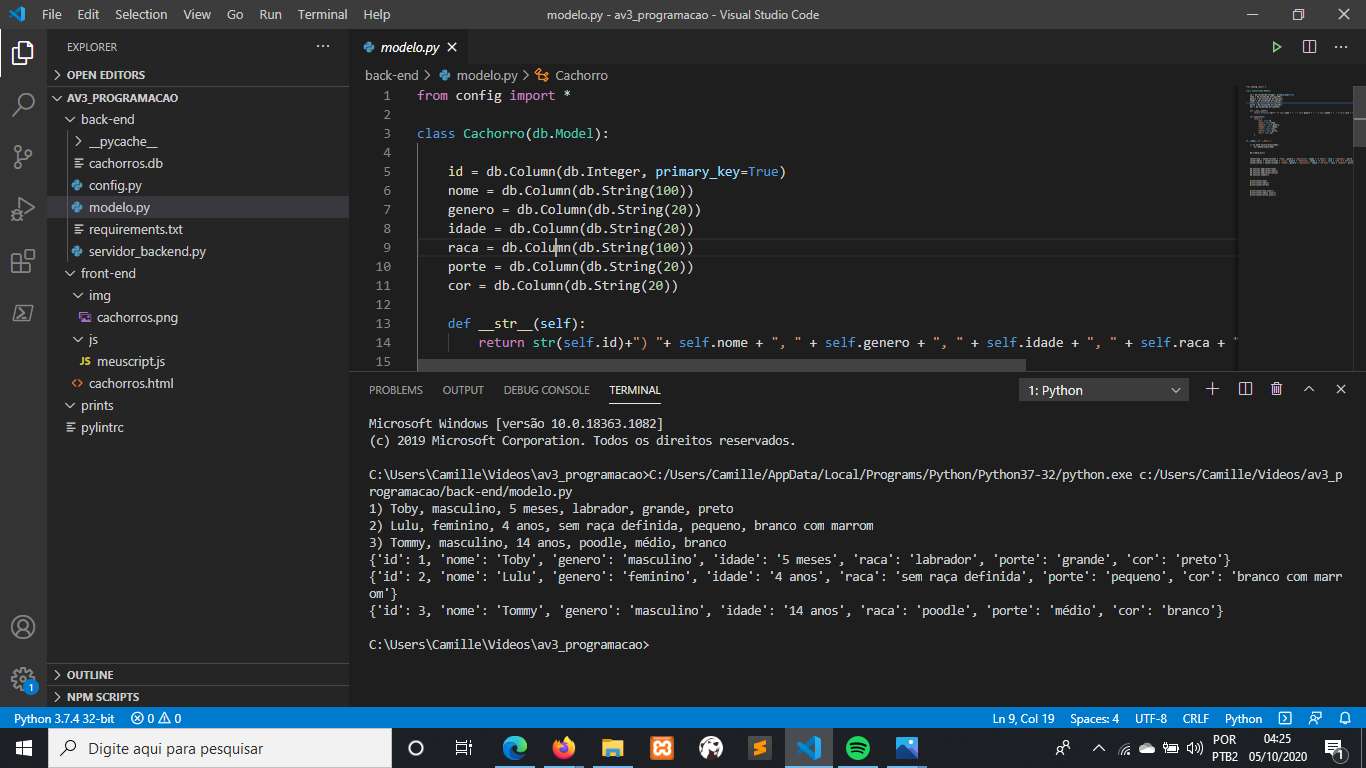 File Edit Selection View Go Run Terminal Help modelo.py - av3_programacao - Visual Studio Code
EXPLORER
OPEN EDITORS
AV3_PROGRAMACAO
back-end
__pycache__
cachorros.db
config.py
modelo.py
requirements.txt
servidor_backend.py
front-end
img
cachorros.png
js
JS meuscript.js
cachorros.html
prints
pylintrc
OUTLINE
NPM SCRIPTS
1
modelo.py
back-end modelo.py Cachorro
1 from config import *
2
3 class Cachorro(db.Model):
4
5 id = db.Column(db.Integer, primary_key=True)
6 nome = db.Column(db.String(100))
7 genero = db.Column(db.String(20))
8 idade = db.Column(db.String(20))
9 raca = db.Column(db.String(100))
10 porte = db.Column(db.String(20))
11 cor = db.Column(db.String(20))
12
13 def __str__(self):
14 return str(self.id)+") "+ self.nome + ", " + self.genero + ", " + self.idade + ", " + self.raca + "
15
PROBLEMS OUTPUT DEBUG CONSOLE TERMINAL 1: Python
Microsoft Windows [versão 10.0.18363.1082]
(c) 2019 Microsoft Corporation. Todos os direitos reservados.
C:\Users\Camille\Videos\av3_programacao>C:/Users/Camille/AppData/Local/Programs/Python/Python37-32/python.exe c:/Users/Camille/Videos/av3_p
rogramacao/back-end/modelo.py
1) Toby, masculino, 5 meses, labrador, grande, preto
2) Lulu, feminino, 4 anos, sem raça definida, pequeno, branco com marrom
3) Tommy, masculino, 14 anos, poodle, médio, branco
{'id': 1, 'nome': 'Toby', 'genero': 'masculino', 'idade': '5 meses', 'raca': 'labrador', 'porte': 'grande', 'cor': 'preto'}
{'id': 2, 'nome': 'Lulu', 'genero': 'feminino', 'idade': '4 anos', 'raca': 'sem raça definida', 'porte': 'pequeno', 'cor': 'branco com marr
om'}
{'id': 3, 'nome': 'Tommy', 'genero': 'masculino', 'idade': '14 anos', 'raca': 'poodle', 'porte': 'médio', 'cor': 'branco'}
C:\Users\Camille\Videos\av3_programacao>
Python 3.7.4 32-bit 0 0 Ln 9, Col 19 Spaces: 4 UTF-8 CRLF Python
Digite aqui para pesquisar
POR 04:25
PTB2 05/10/2020
1